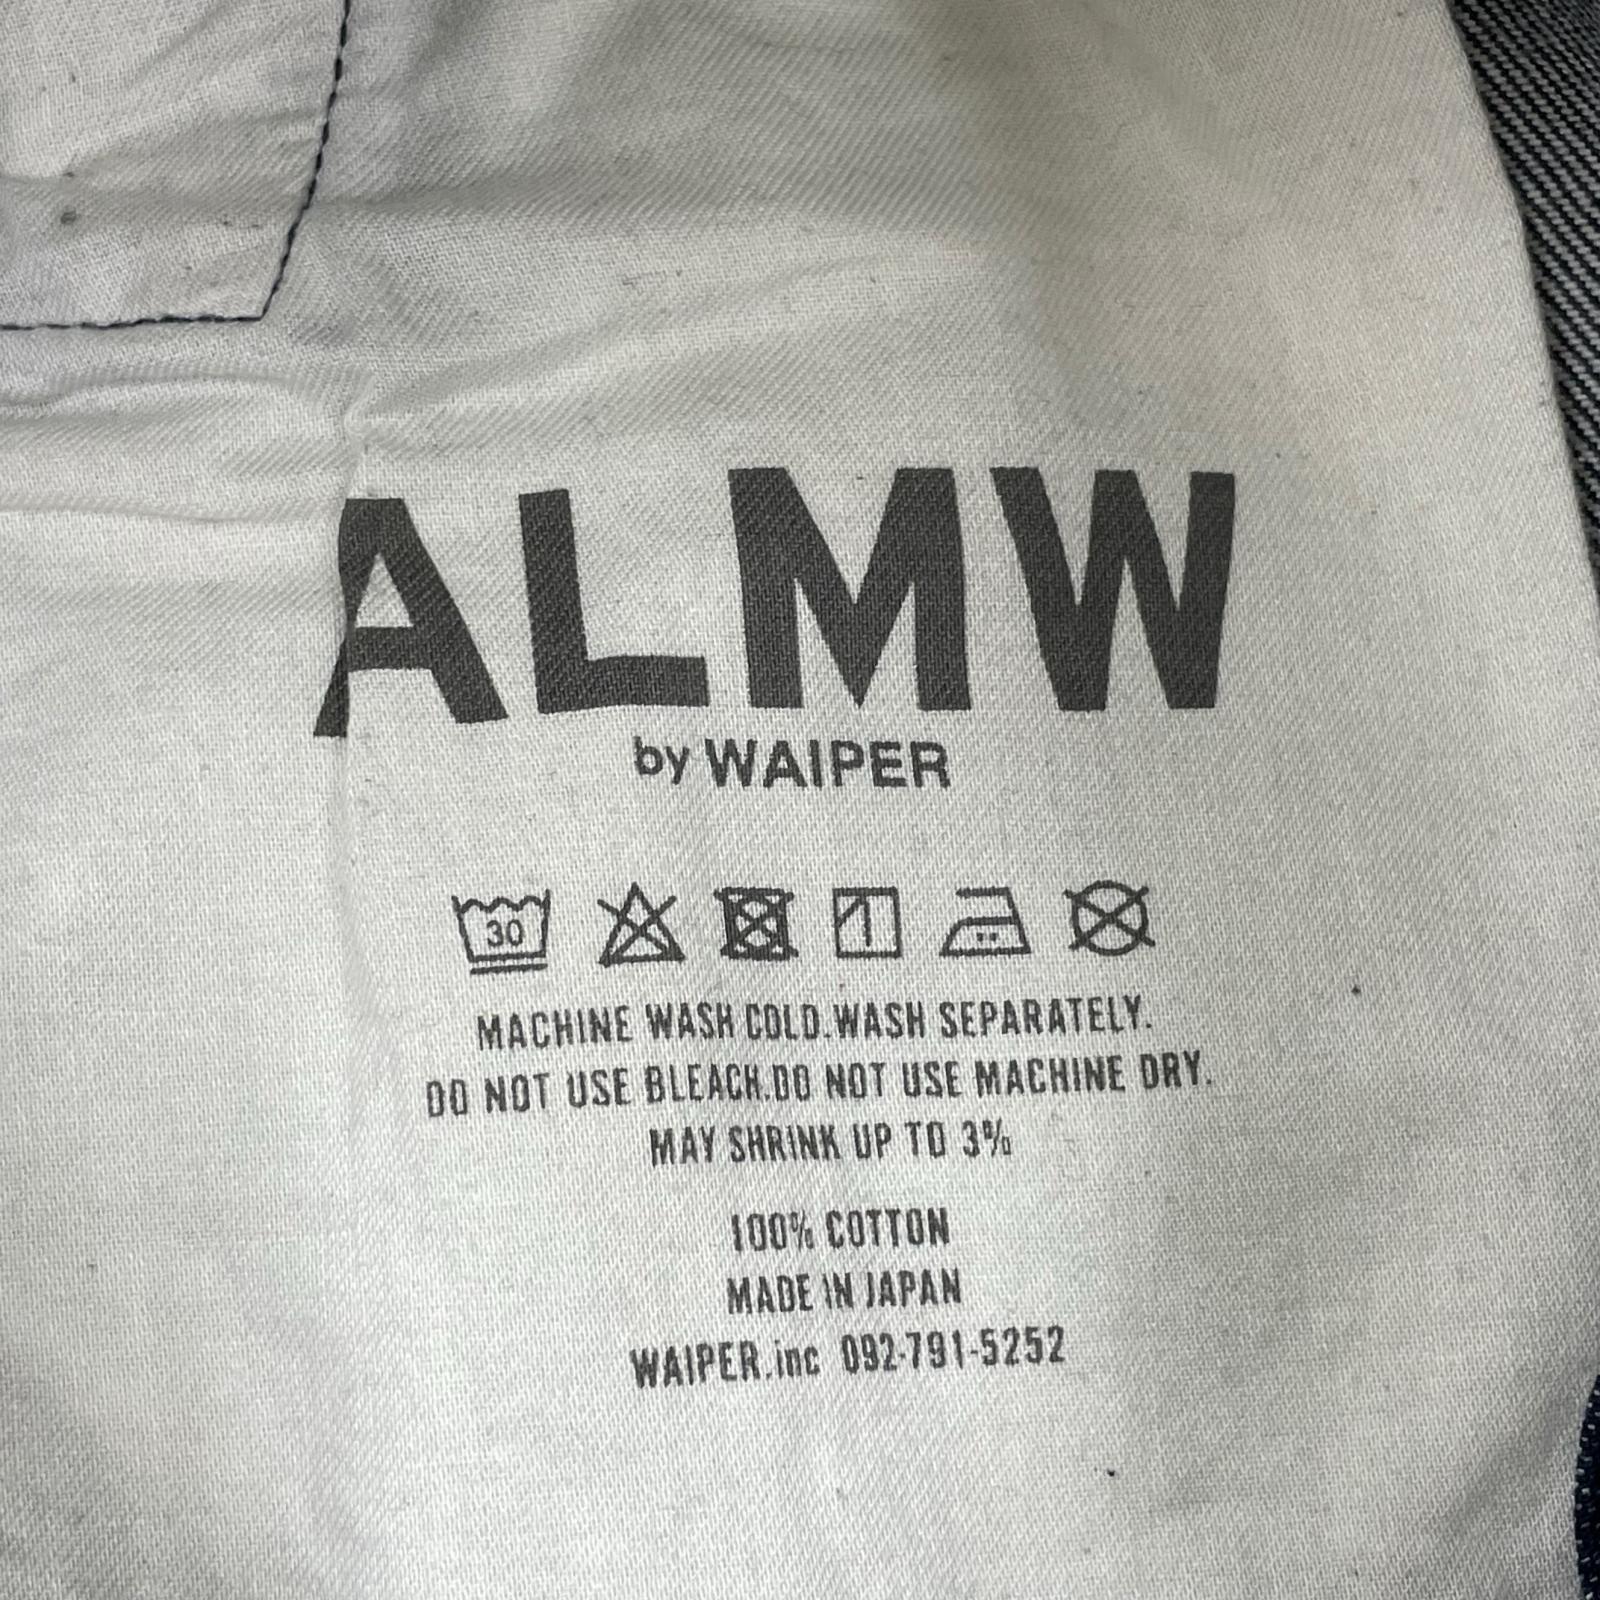 ALMW
by WAIPER
30
MACHINE WASH COLD.WASH SEPARATELY.
DO NOT USE BLEACH.DO NOT USE MACHINE DRY.
MAY SHRINK UP TO 3%
100% COTTON
MADE IN JAPAN
WAIPER.inc 092-791-5252